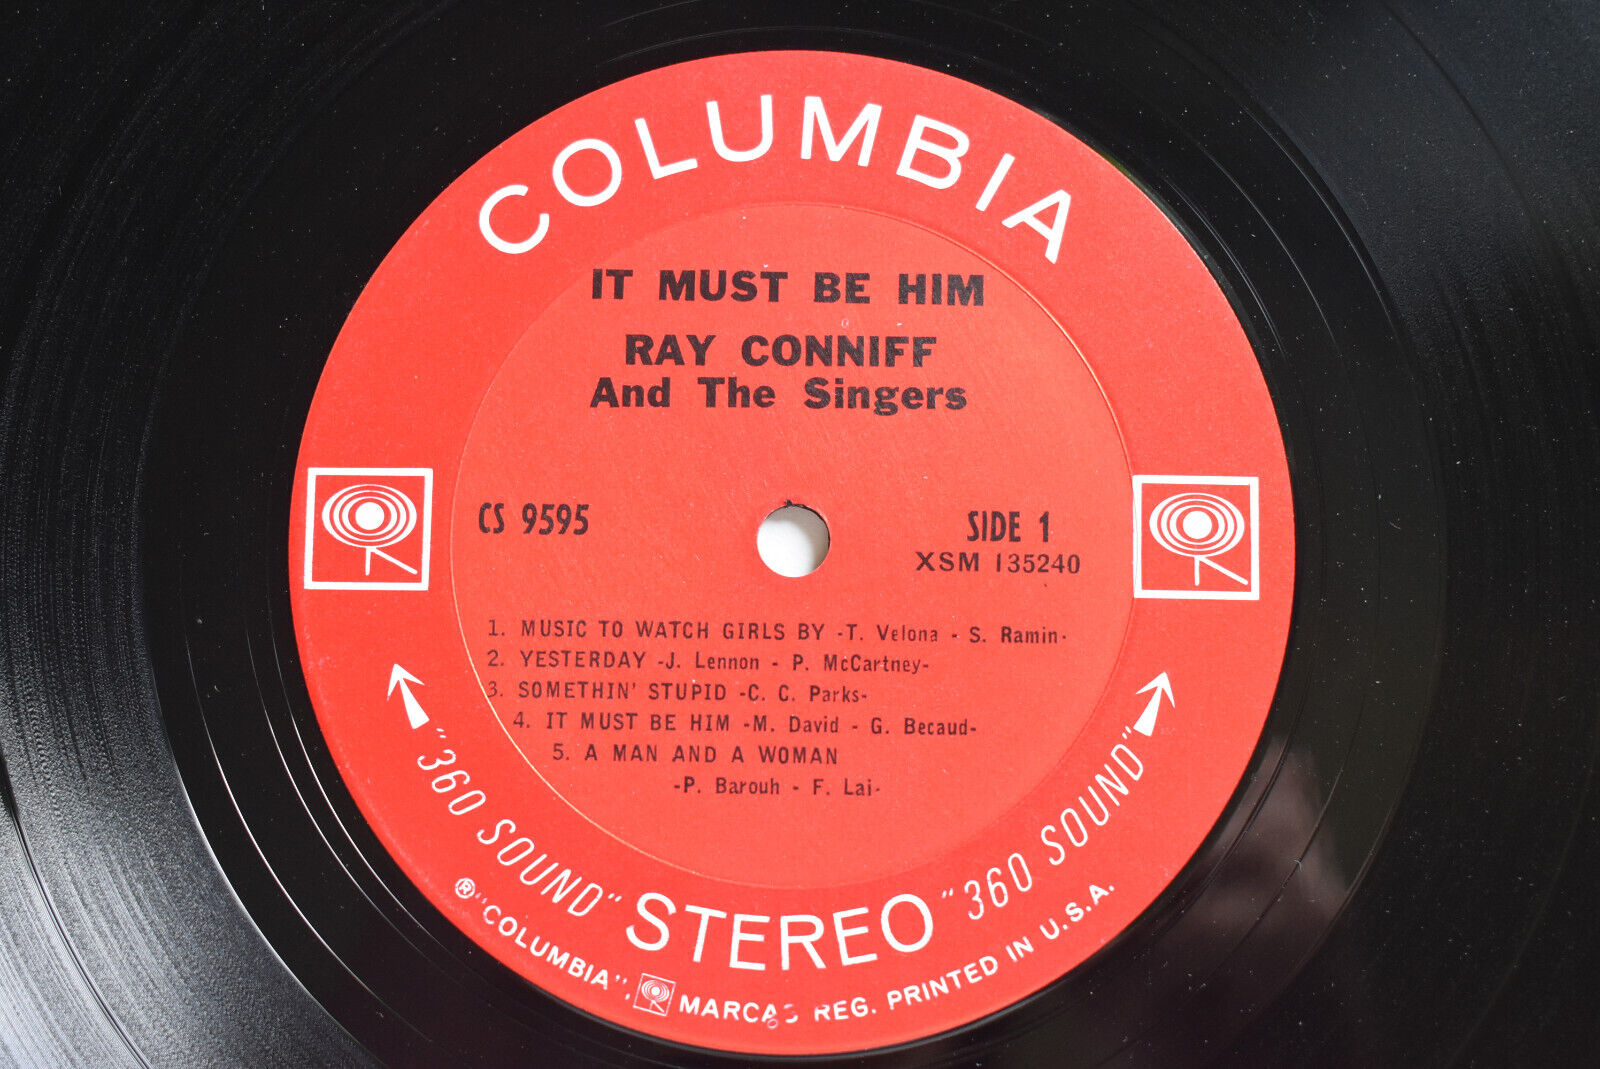 COLUMBIA
IT MUST BE HIM
RAY CONNIFF
And The Singers
CS 9595
SIDE 1
XSM 135240
1. MUSIC TO WATCH GIRLS BY -T. Velona - S. Ramin-
2. YESTERDAY -J. Lennon - P. McCartney-
3. SOMETHIN' STUPID -C. C. Parks-
4. IT MUST BE HIM -M. David - G. Becaud-
5. A MAN AND A WOMAN
-P. Barouh - F. Lai-
"360 SOUND" STEREO "360 SOUND"
® "COLUMBIA", MARCAS REG. PRINTED IN U.S.A.